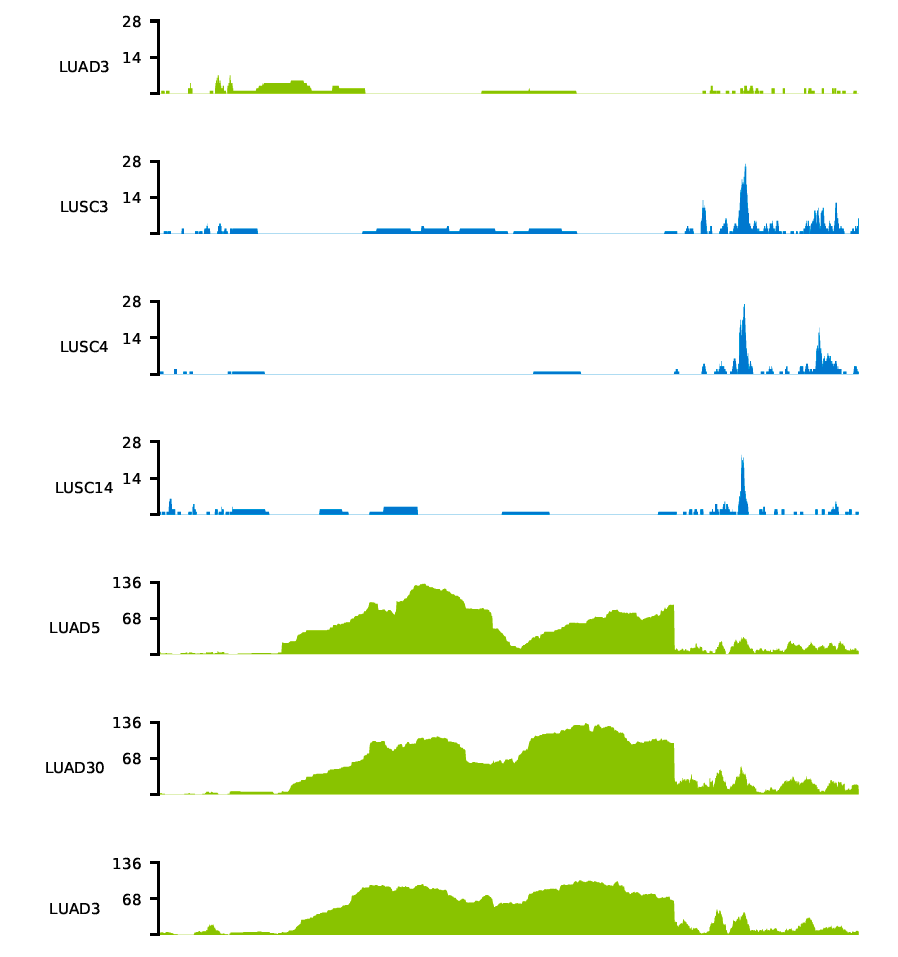 28
LUAD3 14
28
LUSC3 14
28
LUSC4 14
28
LUSC14 14
136
LUAD5 68
136
LUAD30 68
136
LUAD3 68